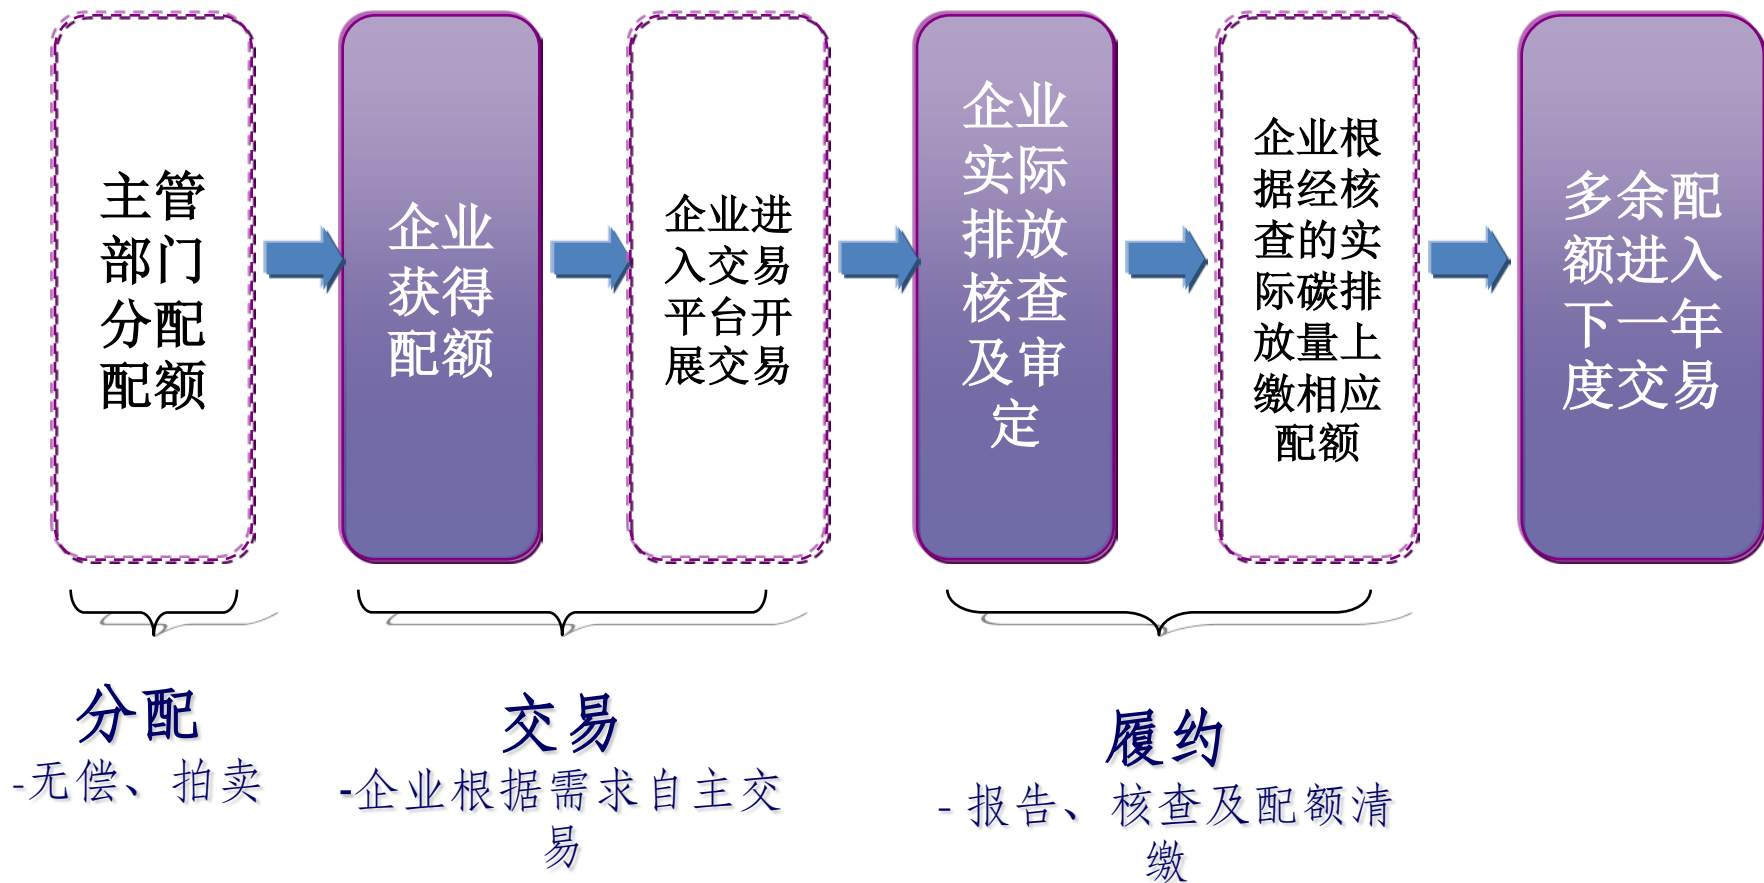 主管
部门
分配
配额
企业
获得
配额
企业进
入交易
平台开
展交易
企业
实际
排放
核查
及审
定
企业根
据经核
查的实
际碳排
放量上
缴相应
配额
多余配
额进入
下一年
度交易
分配
-无偿、拍卖
交易
-企业根据需求自主交
易
履约
- 报告、核查及配额清
缴